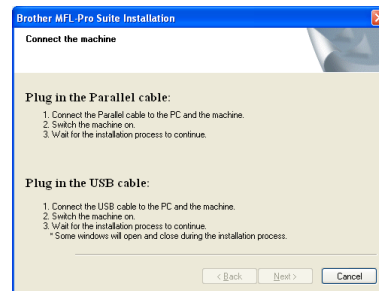 Brother MFL-Pro Suite Installation
Connect the machine
Plug in the Parallel cable:
1. Connect the Parallel cable to the PC and the machine.
2. Switch the machine on.
3. Wait for the installation process to continue.
Plug in the USB cable:
1. Connect the USB cable to the PC and the machine.
2. Switch the machine on.
3. Wait for the installation process to continue.
* Some windows will open and close during the installation process.
< Back Next > Cancel